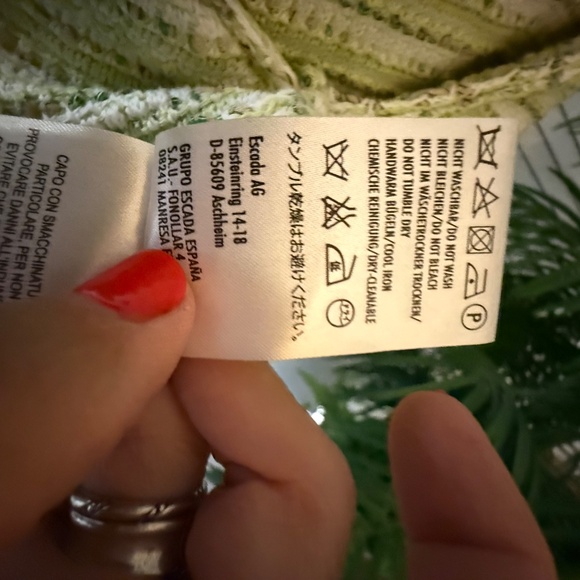 P
NICHT WASCHBAR/DO NOT WASH
NICHT BLEICHEN/DO NOT BLEACH
NICHT IM WÄSCHETROCKNER TROCKNEN/
DO NOT TUMBLE DRY
HANDWARM BÜGELN/COOL IRON
CHEMISCHE REINIGUNG/DRY-CLEANABLE
タンブル乾燥はお避けください。
Escada AG
Einsteinring 14-18
D-85609 Aschheim
GRUPO ESCADA ESPAÑA
S.A.U.- FONOLLAR 4
08241 MANRESA
CAPO CON
PARTICOLARE, PER NON
PROVOCARE DANNI
EVITARE